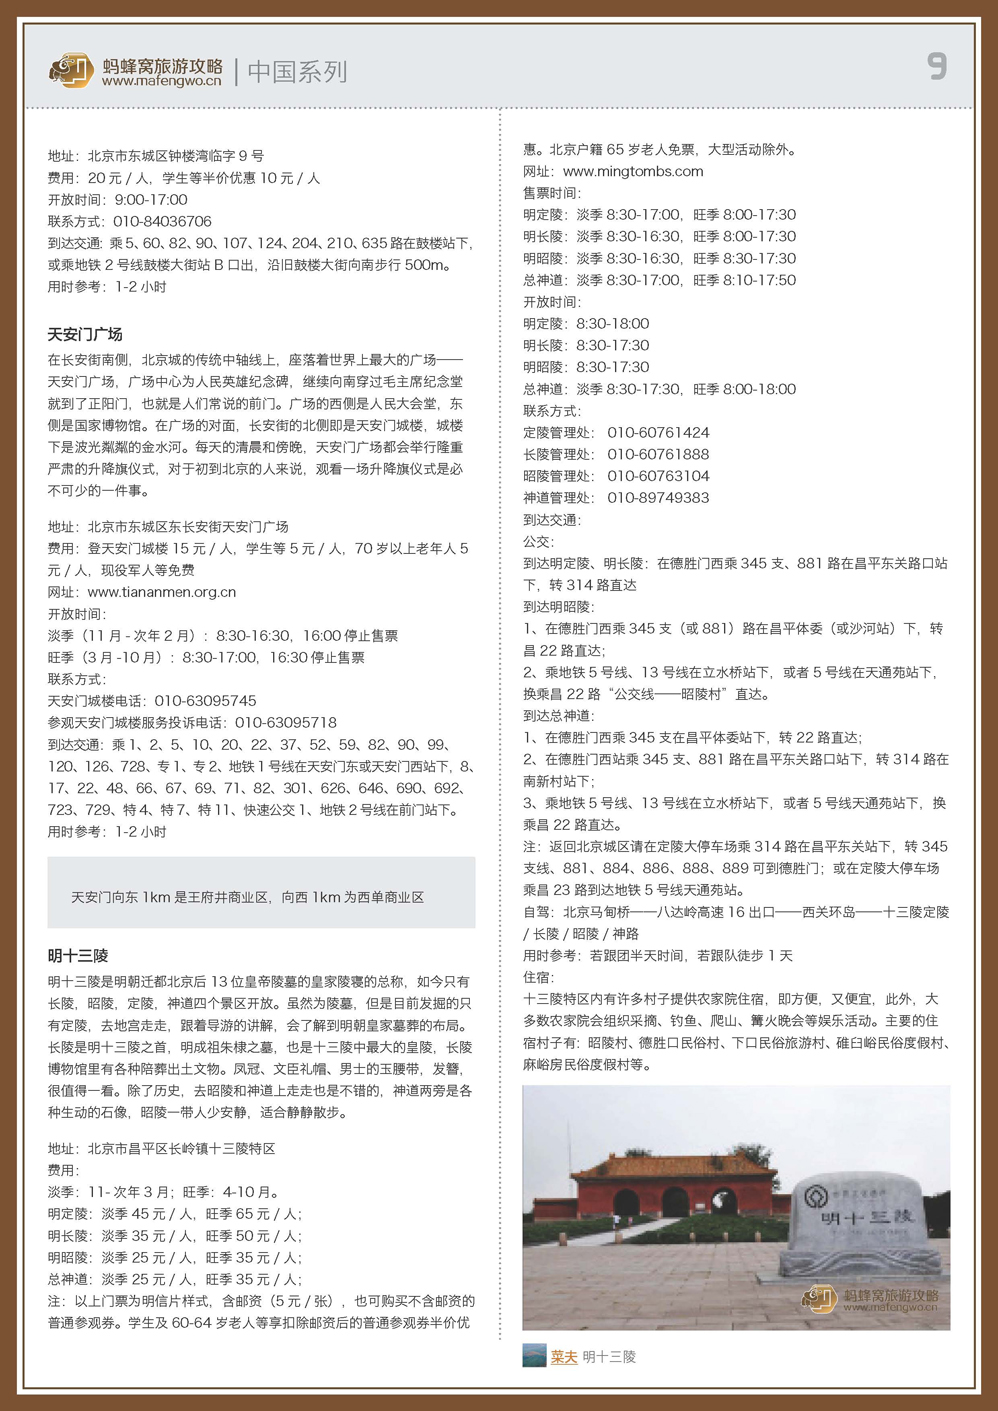 蚂蜂窝旅游攻略
www.mafengwo.cn
中国系列
9
地址：北京市东城区钟楼湾临字 9 号
费用：20 元 / 人，学生等半价优惠 10 元 / 人
开放时间：9:00-17:00
联系方式：010-84036706
到达交通: 乘 5、60、82、90、107、124、204、210、635 路在鼓楼站下，
或乘地铁 2 号线鼓楼大街站 B 口出，沿旧鼓楼大街向南步行 500m。
用时参考：1-2 小时
天安门广场
在长安街南侧，北京城的传统中轴线上，座落着世界上最大的广场——
天安门广场，广场中心为人民英雄纪念碑，继续向南穿过毛主席纪念堂
就到了正阳门，也就是人们常说的前门。广场的西侧是人民大会堂，东
侧是国家博物馆。在广场的对面，长安街的北侧即是天安门城楼，城楼
下是波光粼粼的金水河。每天的清晨和傍晚，天安门广场都会举行隆重
严肃的升降旗仪式，对于初到北京的人来说，观看一场升降旗仪式是必
不可少的一件事。
地址：北京市东城区东长安街天安门广场
费用：登天安门城楼 15 元 / 人，学生等 5 元 / 人，70 岁以上老年人 5
元 / 人，现役军人等免费
网址：www.tiananmen.org.cn
开放时间：
淡季（11 月 - 次年 2 月）：8:30-16:30，16:00 停止售票
旺季（3 月 -10 月）：8:30-17:00，16:30 停止售票
联系方式：
天安门城楼电话：010-63095745
参观天安门城楼服务投诉电话：010-63095718
到达交通：乘 1、2、5、10、20、22、37、52、59、82、90、99、
120、126、728、专 1、专 2、地铁 1 号线在天安门东或天安门西站下，8、
17、22、48、66、67、69、71、82、301、626、646、690、692、
723、729、特 4、特 7、特 11、快速公交 1、地铁 2 号线在前门站下。
用时参考：1-2 小时
天安门向东 1km 是王府井商业区，向西 1km 为西单商业区
明十三陵
明十三陵是明朝迁都北京后 13 位皇帝陵墓的皇家陵寝的总称，如今只有
长陵，昭陵，定陵，神道四个景区开放。虽然为陵墓，但是目前发掘的只
有定陵，去地宫走走，跟着导游的讲解，会了解到明朝皇家墓葬的布局。
长陵是明十三陵之首，明成祖朱棣之墓，也是十三陵中最大的皇陵，长陵
博物馆里有各种陪葬出土文物。凤冠、文臣礼帽、男士的玉腰带，发簪，
很值得一看。除了历史，去昭陵和神道上走走也是不错的，神道两旁是各
种生动的石像，昭陵一带人少安静，适合静静散步。
地址：北京市昌平区长岭镇十三陵特区
费用：
淡季：11- 次年 3 月；旺季：4-10 月。
明定陵：淡季 45 元 / 人，旺季 65 元 / 人；
明长陵：淡季 35 元 / 人，旺季 50 元 / 人；
明昭陵：淡季 25 元 / 人，旺季 35 元 / 人；
总神道：淡季 25 元 / 人，旺季 35 元 / 人；
注：以上门票为明信片样式，含邮资（5 元 / 张），也可购买不含邮资的
普通参观券。学生及 60-64 岁老人等享扣除邮资后的普通参观券半价优
惠。北京户籍 65 岁老人免票，大型活动除外。
网址：www.mingtombs.com
售票时间：
明定陵：淡季 8:30-17:00，旺季 8:00-17:30
明长陵：淡季 8:30-16:30，旺季 8:00-17:30
明昭陵：淡季 8:30-16:30，旺季 8:30-17:30
总神道：淡季 8:30-17:00，旺季 8:10-17:50
开放时间：
明定陵：8:30-18:00
明长陵：8:30-17:30
明昭陵：8:30-17:30
总神道：淡季 8:30-17:30，旺季 8:00-18:00
联系方式：
定陵管理处： 010-60761424
长陵管理处： 010-60761888
昭陵管理处： 010-60763104
神道管理处： 010-89749383
到达交通：
公交：
到达明定陵、明长陵：在德胜门西乘 345 支、881 路在昌平东关路口站
下，转 314 路直达
到达明昭陵：
1、在德胜门西乘 345 支（或 881）路在昌平体委（或沙河站）下，转
昌 22 路直达；
2、乘地铁 5 号线、13 号线在立水桥站下，或者 5 号线在天通苑站下，
换乘昌 22 路“公交线——昭陵村”直达。
到达总神道：
1、在德胜门西乘 345 支在昌平体委站下，转 22 路直达；
2、在德胜门西站乘 345 支、881 路在昌平东关路口站下，转 314 路在
南新村站下；
3、乘地铁 5 号线、13 号线在立水桥站下，或者 5 号线天通苑站下，换
乘昌 22 路直达。
注：返回北京城区请在定陵大停车场乘 314 路在昌平东关站下，转 345
支线、881、884、886、888、889 可到德胜门；或在定陵大停车场
乘昌 23 路到达地铁 5 号线天通苑站。
自驾：北京马甸桥——八达岭高速 16 出口——西关环岛——十三陵定陵
/ 长陵 / 昭陵 / 神路
用时参考：若跟团半天时间，若跟队徒步 1 天
住宿：
十三陵特区内有许多村子提供农家院住宿，即方便，又便宜，此外，大
多数农家院会组织采摘、钓鱼、爬山、篝火晚会等娱乐活动。主要的住
宿村子有: 昭陵村、德胜口民俗村、下口民俗旅游村、碓臼峪民俗度假村、
麻峪房民俗度假村等。
明十三陵
蚂蜂窝旅游攻略
www.mafengwo.cn
菜夫 明十三陵